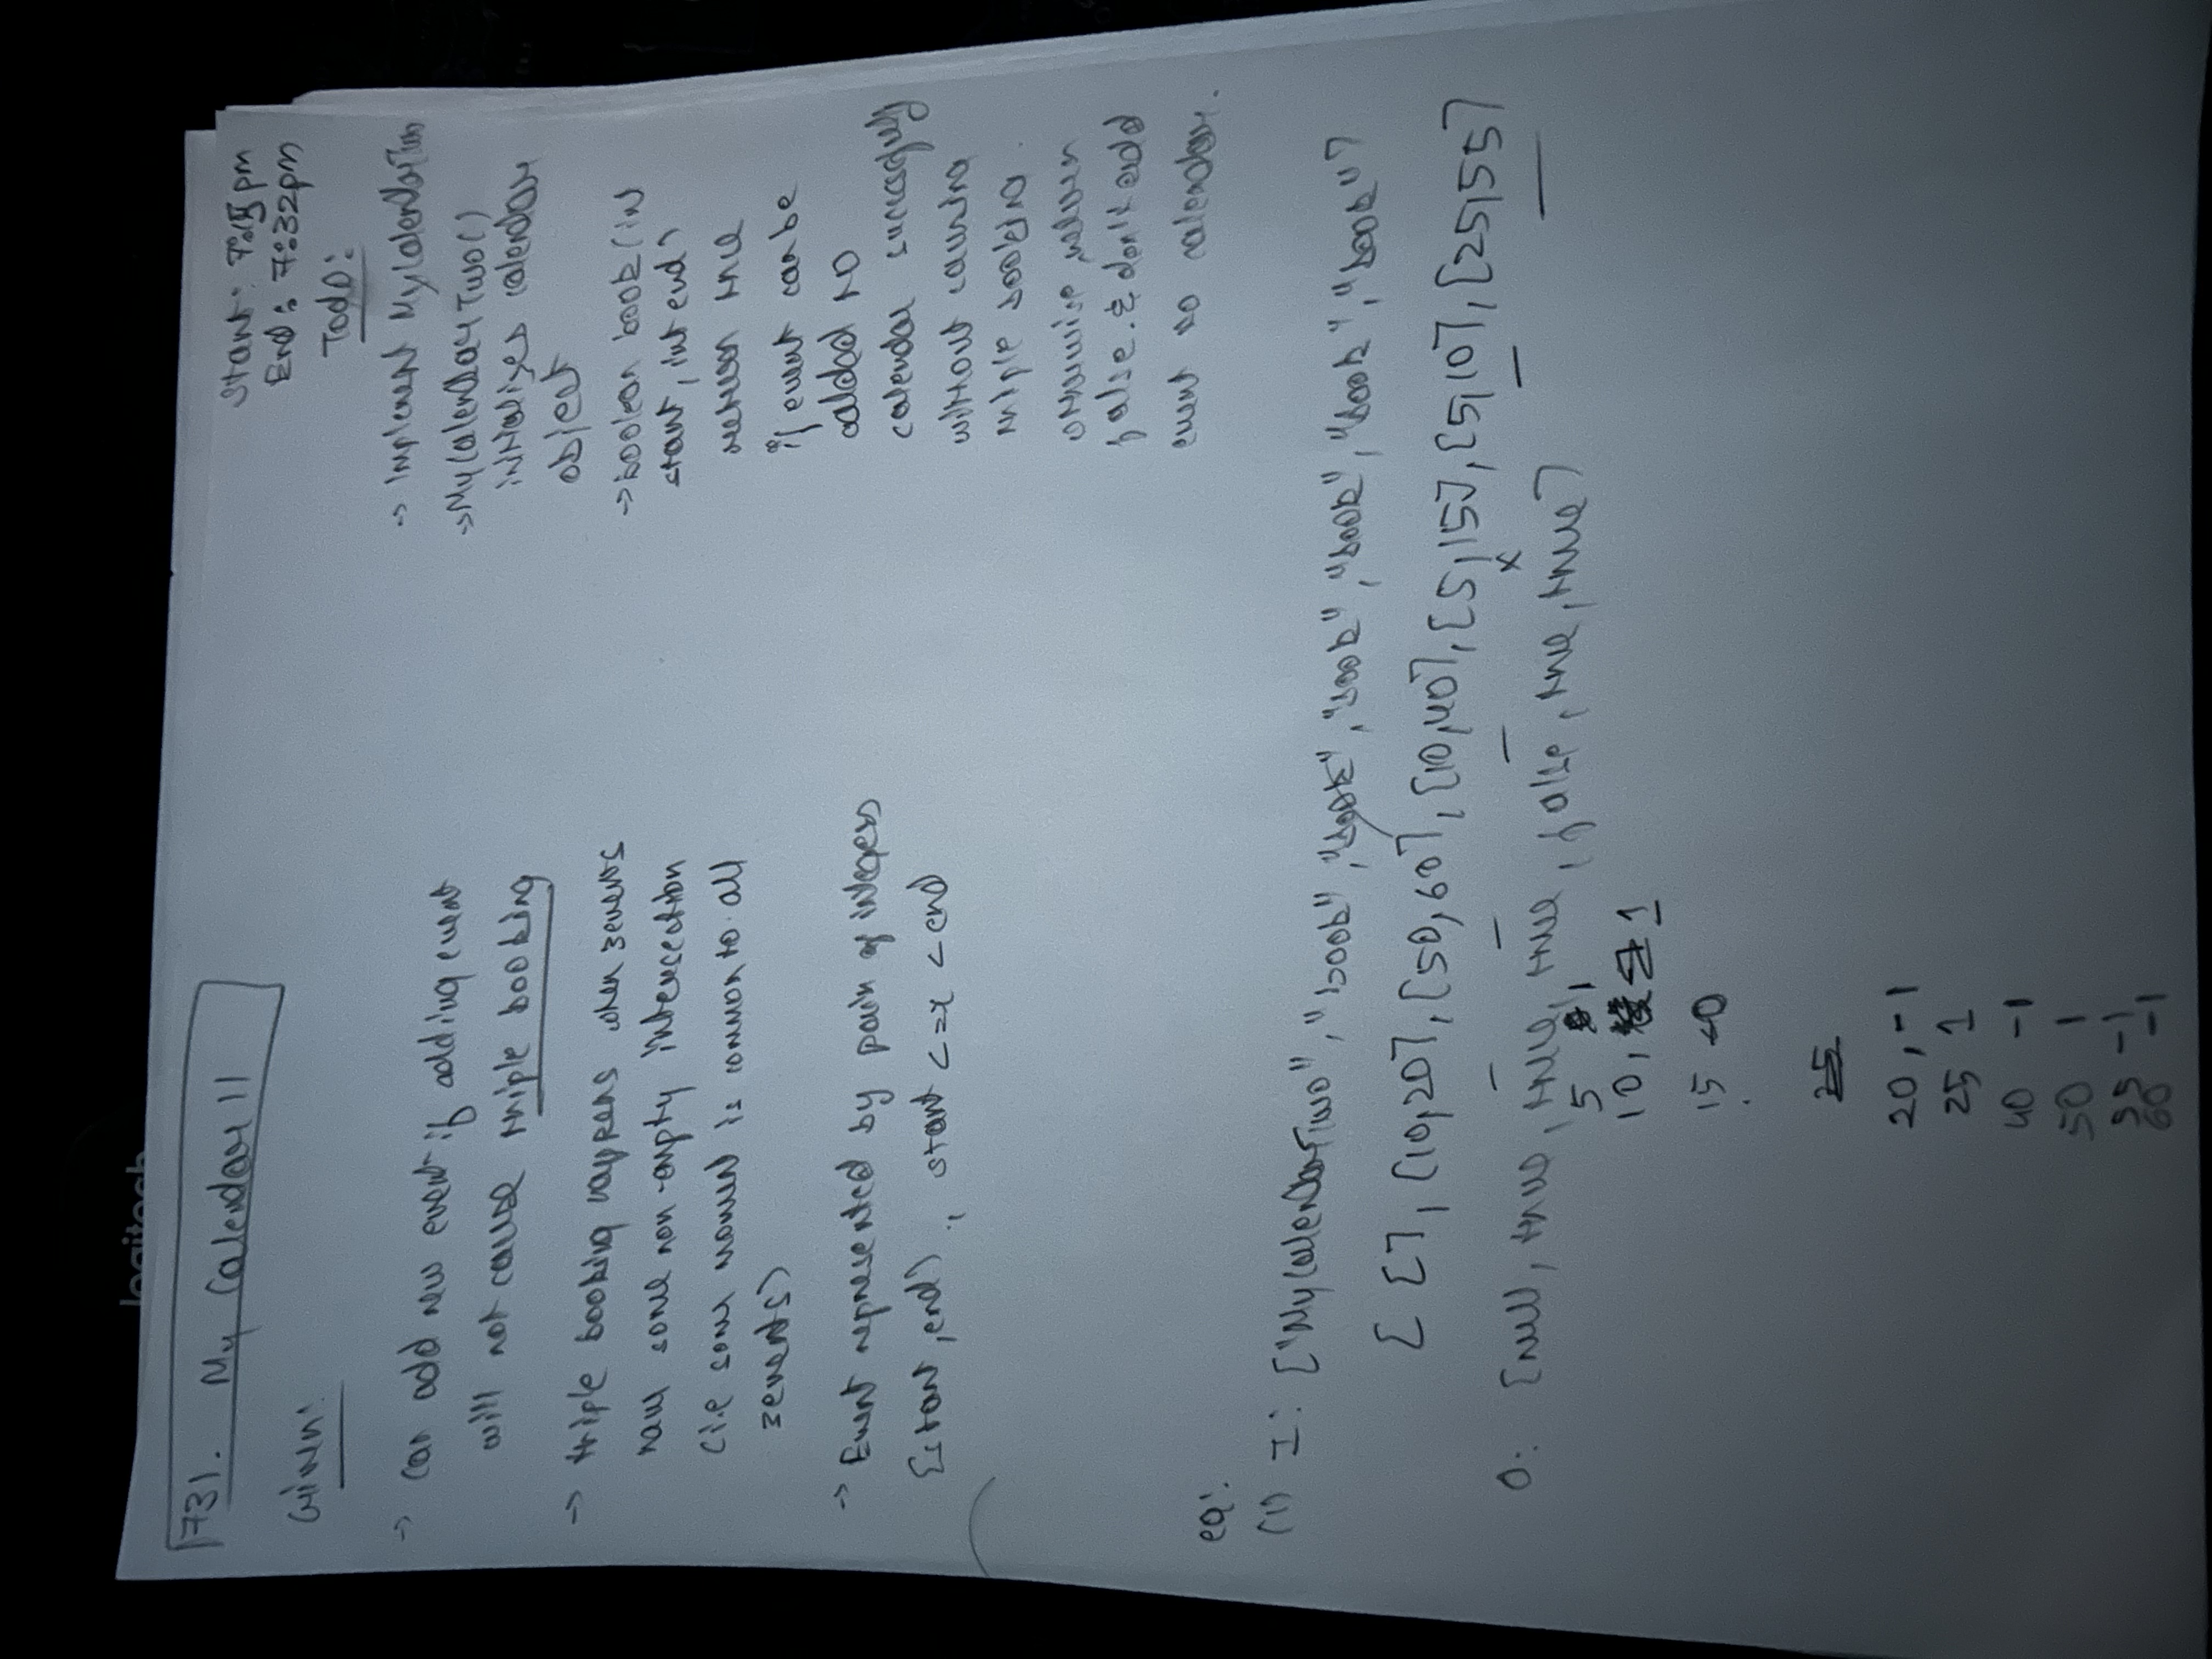 logitech
731. My Calendar II
Start: 7:15 pm
End: 7:32pm
Given:
Todo:
-> can add new event if adding event
will not cause triple booking
-> triple booking happens when 3events
have some non-empty intersection
(i.e some moment is common to all
3events)
-> Event represented by pair of integers
[start, end) , start <=x < end
-> Implement MyCalendarTwo
-> MyCalendarTwo()
initializes calendar
object
-> boolean book(int
start, int end)
return true
if event can be
added to
calendar successfully
without causing
triple booking.
otherwise, return
false. & don't add
event to calendar.
eg:
(1) I: ["MyCalendarTwo", "book", "book", "book", "book", "book", "book"]
[ [], [10,20], [50,60], [10,40], [5,15], [5,10], [25,55]
x
O: [null, true, true, true, false, true, true]
5 1
10, 1
15 0
25
20, -1
25 1
40 -1
50 1
55 -1
60 -1